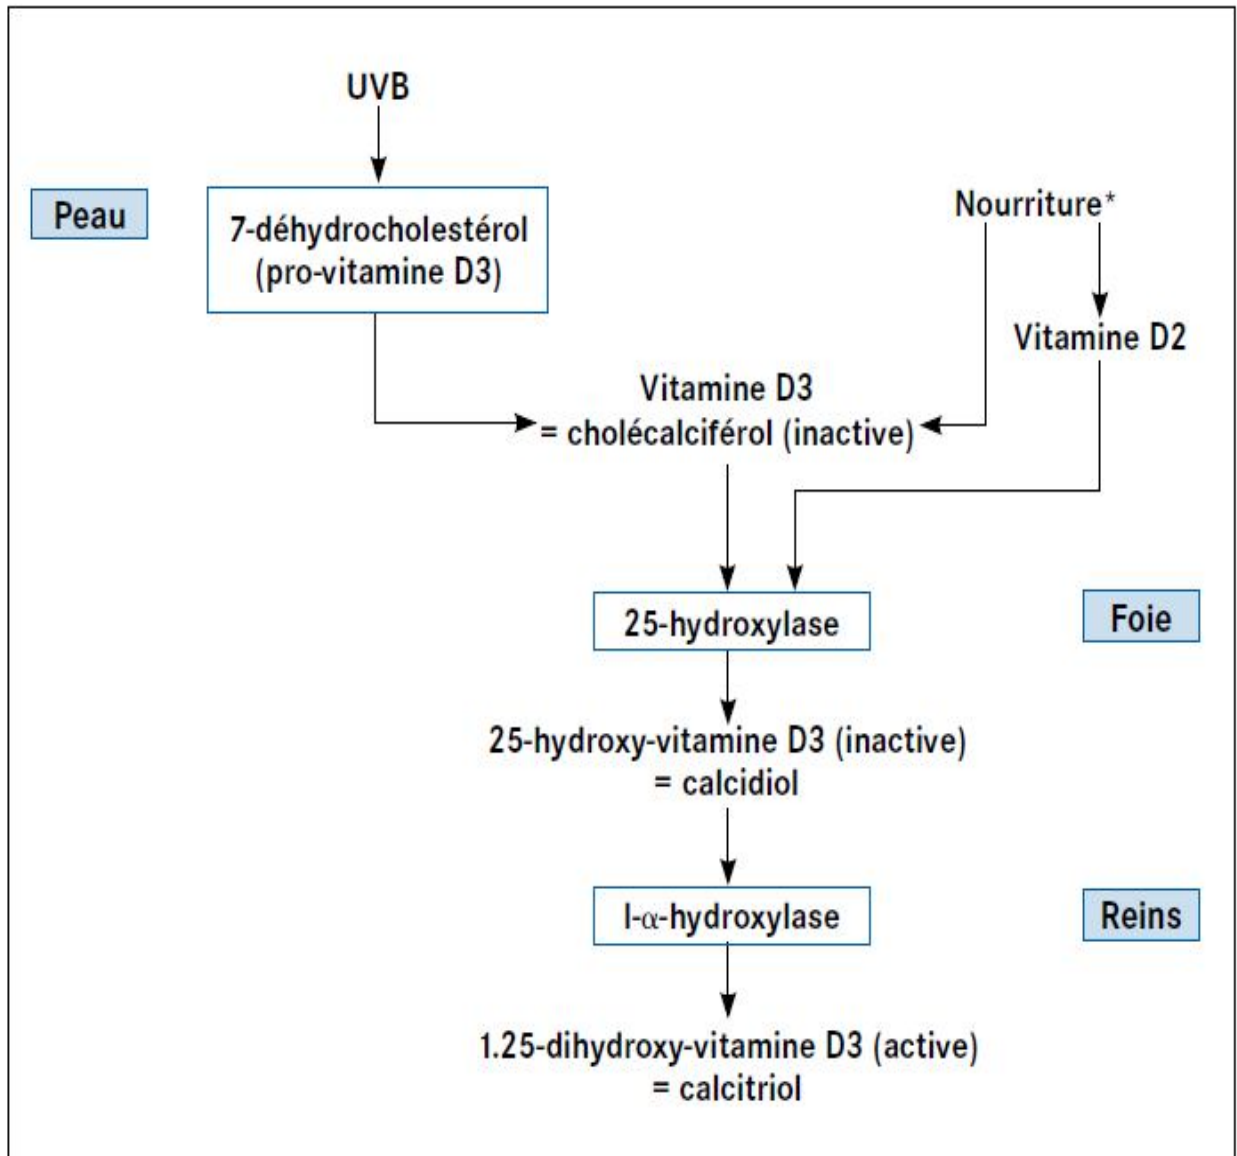 UVB
Peau
7-déhydrocholestérol
(pro-vitamine D3)
Nourriture*
Vitamine D2
Vitamine D3
= cholécalciférol (inactive)
25-hydroxylase
Foie
25-hydroxy-vitamine D3 (inactive)
= calcidiol
1-α-hydroxylase
Reins
1.25-dihydroxy-vitamine D3 (active)
= calcitriol